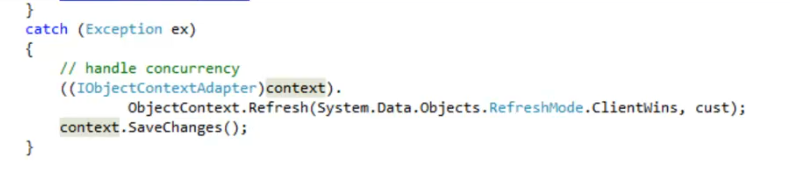 }
catch (Exception ex)
{
// handle concurrency
((IObjectContextAdapter)context).
ObjectContext.Refresh(System.Data.Objects.RefreshMode.ClientWins, cust);
context.SaveChanges();
}